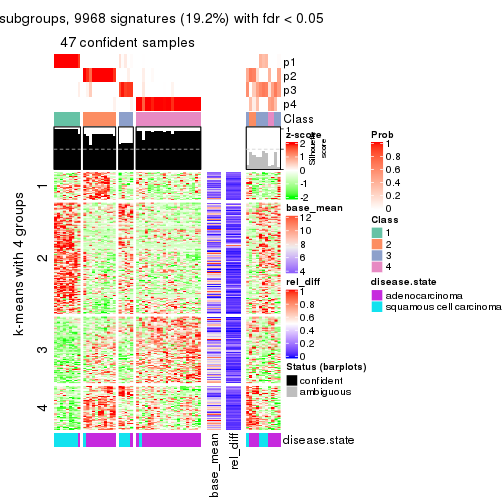 subgroups, 9968 signatures (19.2%) with fdr < 0.05
47 confident samples
p1
p2
p3
p4
Class
1
Silhouette
score
z-score
2
1
0
-1
-2
base_mean
12
10
8
6
4
rel_diff
1
0.8
0.6
0.4
0.2
0
Status (barplots)
confident
ambiguous
Prob
1
0.8
0.6
0.4
0.2
0
Class
1
2
3
4
disease.state
adenocarcinoma
squamous cell carcinoma
k-means with 4 groups
1
2
3
4
disease.state
base_mean
rel_diff